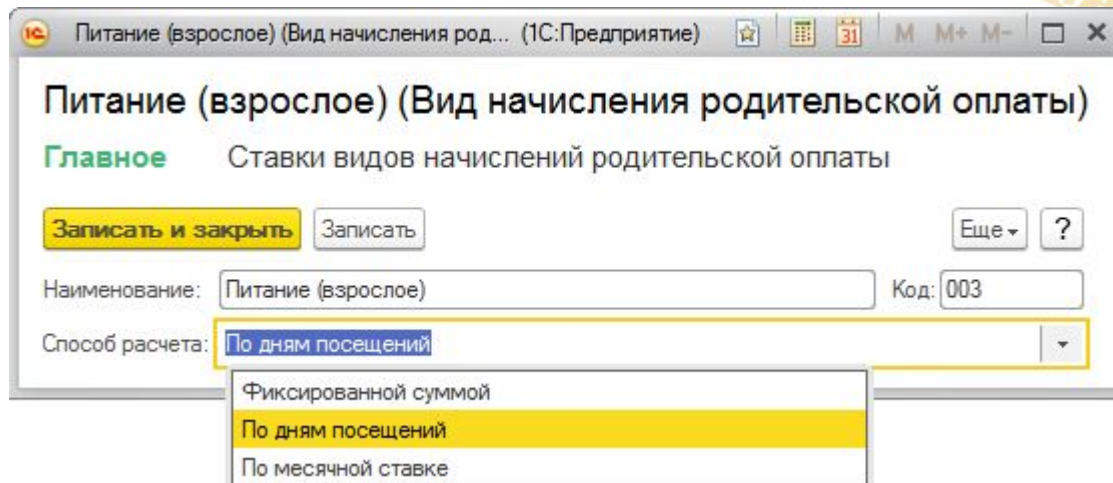 1С Питание (взрослое) (Вид начисления род... (1С:Предприятие) 31 M M+ M-
Питание (взрослое) (Вид начисления родительской оплаты)
Главное Ставки видов начислений родительской оплаты
Записать и закрыть Записать Еще ?
Наименование: Питание (взрослое) Код: 003
Способ расчета: По дням посещений
Фиксированной суммой
По дням посещений
По месячной ставке